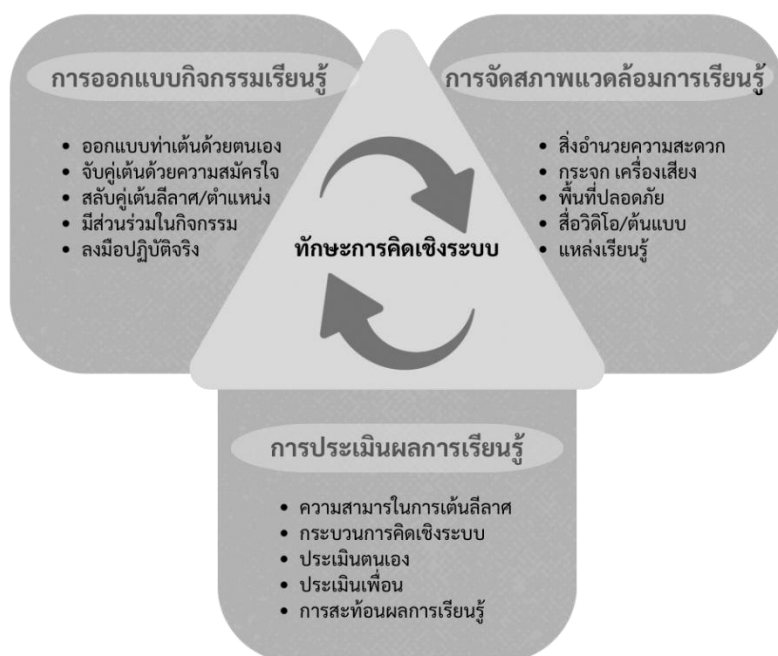 การออกแบบกิจกรรมเรียนรู้
• ออกแบบท่าเต้นด้วยตนเอง
• จับคู่เต้นด้วยความสมัครใจ
• สลับคู่เต้นลีลาศ/ตำแหน่ง
• มีส่วนร่วมในกิจกรรม
• ลงมือปฏิบัติจริง
การจัดสภาพแวดล้อมการเรียนรู้
• สิ่งอำนวยความสะดวก
• กระจก เครื่องเสียง
• พื้นที่ปลอดภัย
• สื่อวิดิโอ/ต้นแบบ
• แหล่งเรียนรู้
ทักษะการคิดเชิงระบบ
การประเมินผลการเรียนรู้
• ความสามารในการเต้นลีลาศ
• กระบวนการคิดเชิงระบบ
• ประเมินตนเอง
• ประเมินเพื่อน
• การสะท้อนผลการเรียนรู้